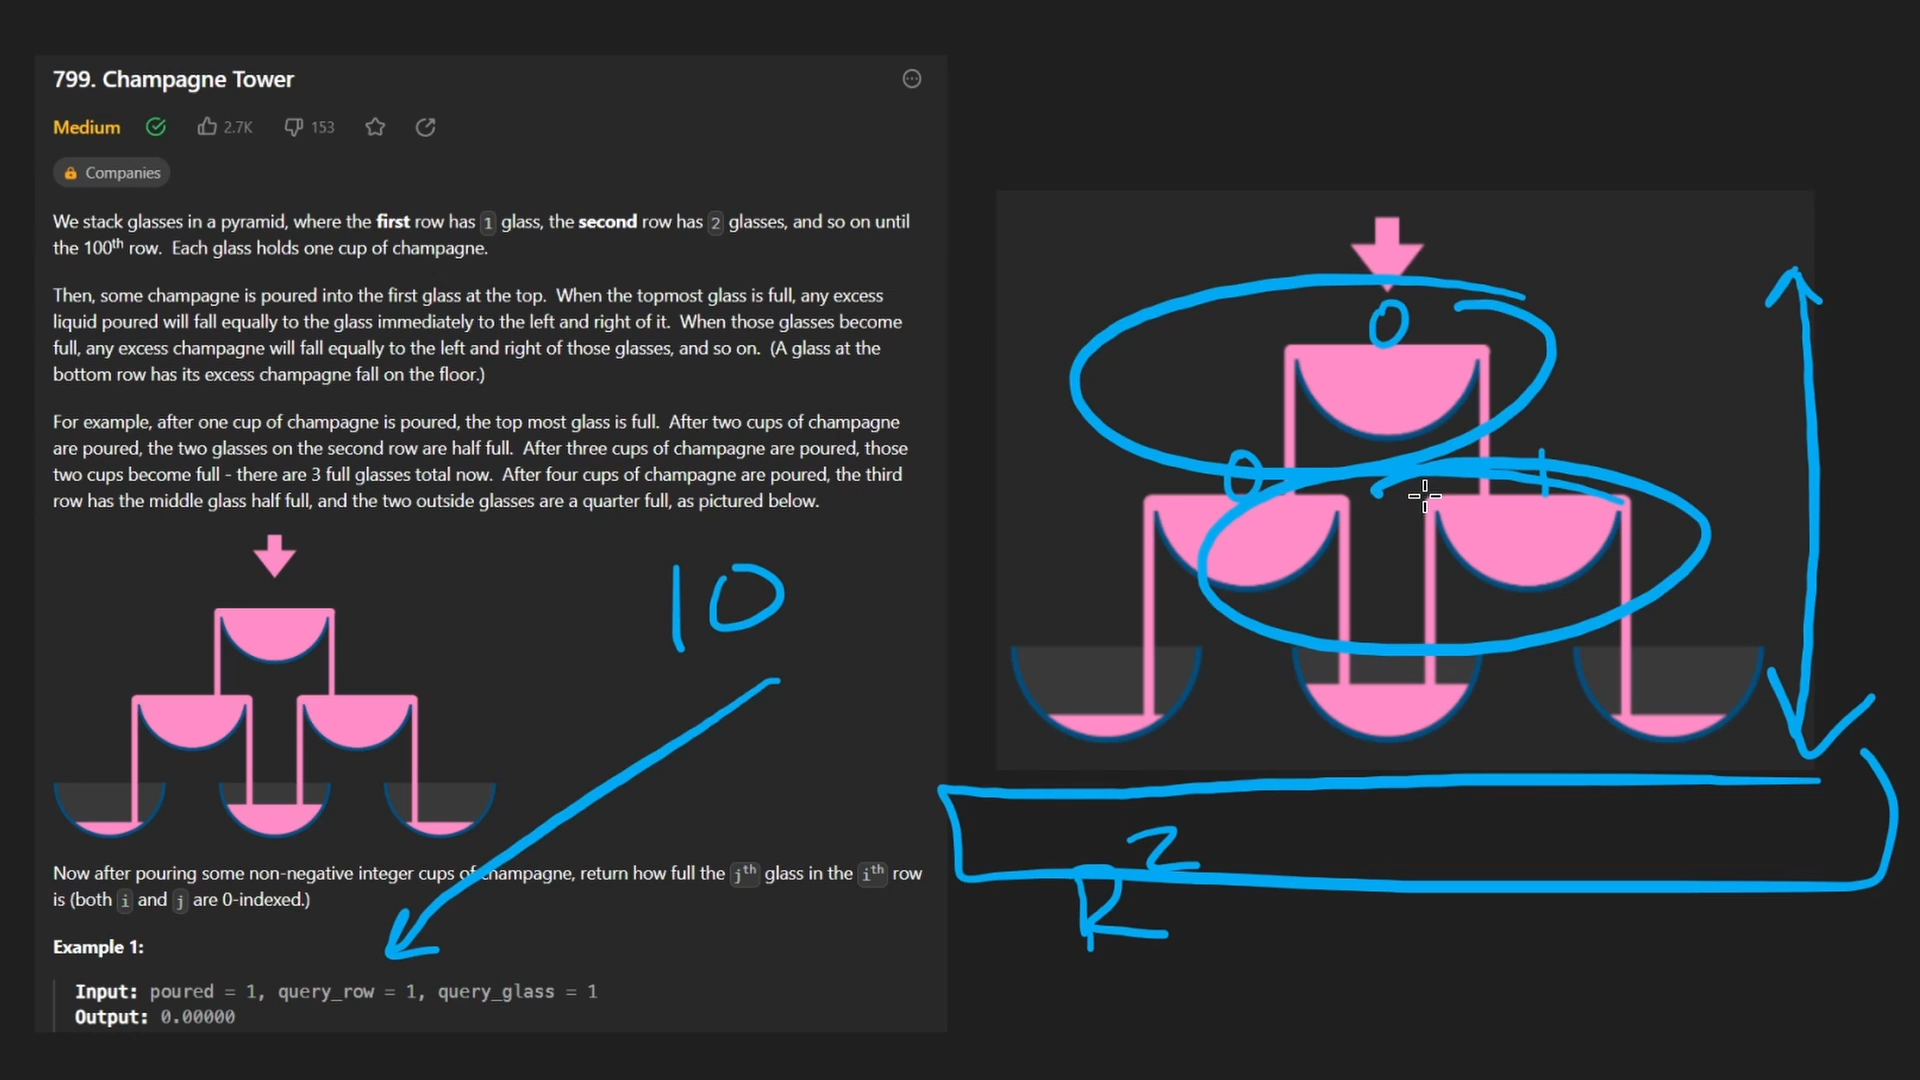 799. Champagne Tower
Medium 2.7K 153
Companies
We stack glasses in a pyramid, where the first row has 1 glass, the second row has 2 glasses, and so on until
the 100th row. Each glass holds one cup of champagne.
Then, some champagne is poured into the first glass at the top. When the topmost glass is full, any excess
liquid poured will fall equally to the glass immediately to the left and right of it. When those glasses become
full, any excess champagne will fall equally to the left and right of those glasses, and so on. (A glass at the
bottom row has its excess champagne fall on the floor.)
For example, after one cup of champagne is poured, the top most glass is full. After two cups of champagne
are poured, the two glasses on the second row are half full. After three cups of champagne are poured, those
two cups become full - there are 3 full glasses total now. After four cups of champagne are poured, the third
row has the middle glass half full, and the two outside glasses are a quarter full, as pictured below.
10
Now after pouring some non-negative integer cups of champagne, return how full the jth glass in the ith row
is (both i and j are 0-indexed.)
Example 1:
Input: poured = 1, query_row = 1, query_glass = 1
Output: 0.00000
0
0 1
R 2